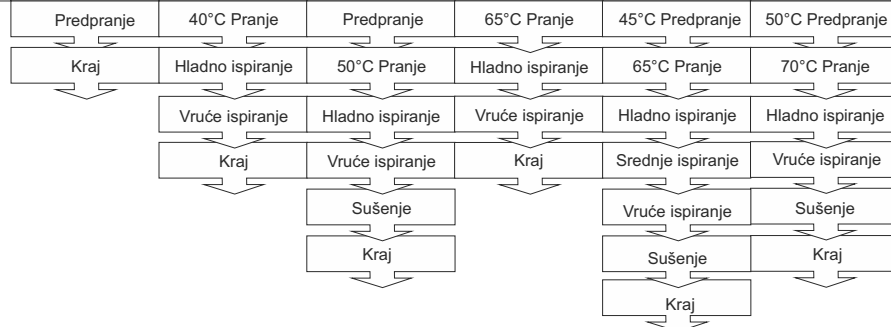 Predpranje 40°C Pranje Predpranje 65°C Pranje 45°C Predpranje 50°C Predpranje
Kraj Hladno ispiranje 50°C Pranje Hladno ispiranje 65°C Pranje 70°C Pranje
Vruće ispiranje Hladno ispiranje Vruće ispiranje Hladno ispiranje Hladno ispiranje
Kraj Vruće ispiranje Kraj Srednje ispiranje Vruće ispiranje
Sušenje Vruće ispiranje Sušenje
Kraj Sušenje Kraj
Kraj